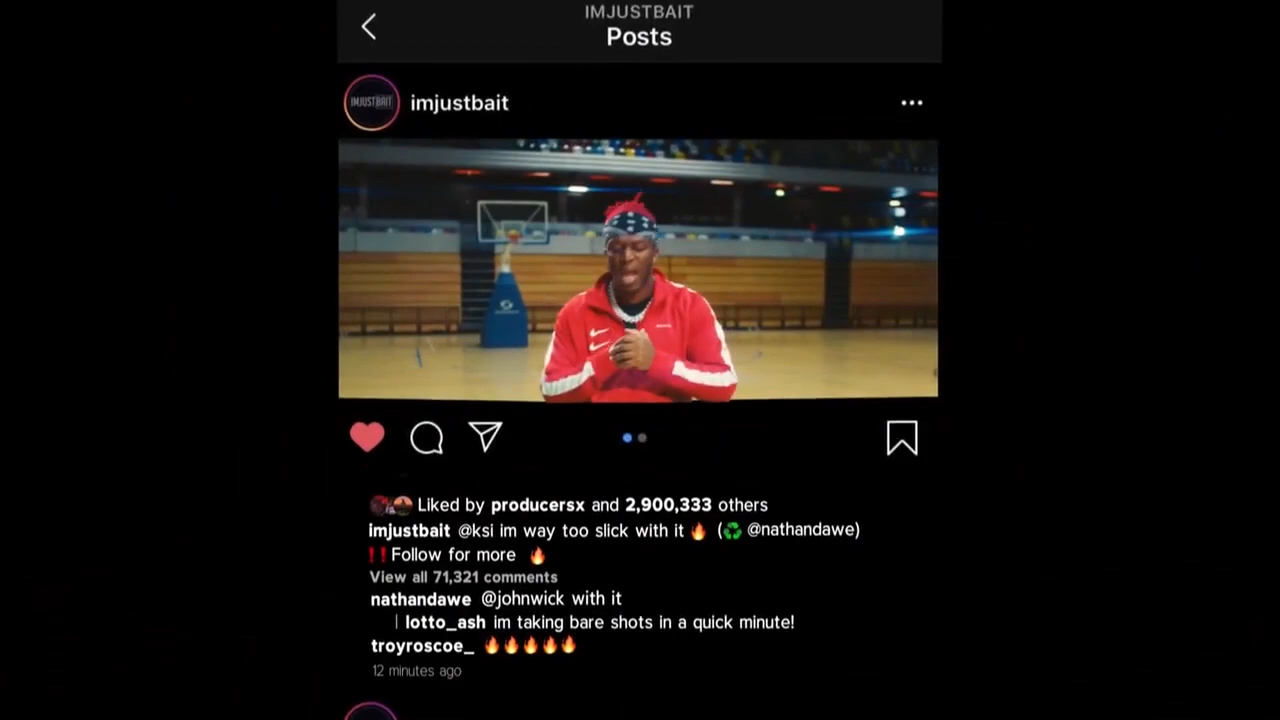 IMJUSTBAIT
Posts
IMJUSTBAIT imjustbait
Liked by producersx and 2,900,333 others
imjustbait @ksi im way too slick with it 🔥 (♻️ @nathandawe)
‼️Follow for more 🔥
View all 71,321 comments
nathandawe @johnwick with it
| lotto_ash im taking bare shots in a quick minute!
troyroscoe_ 🔥🔥🔥🔥🔥
12 minutes ago